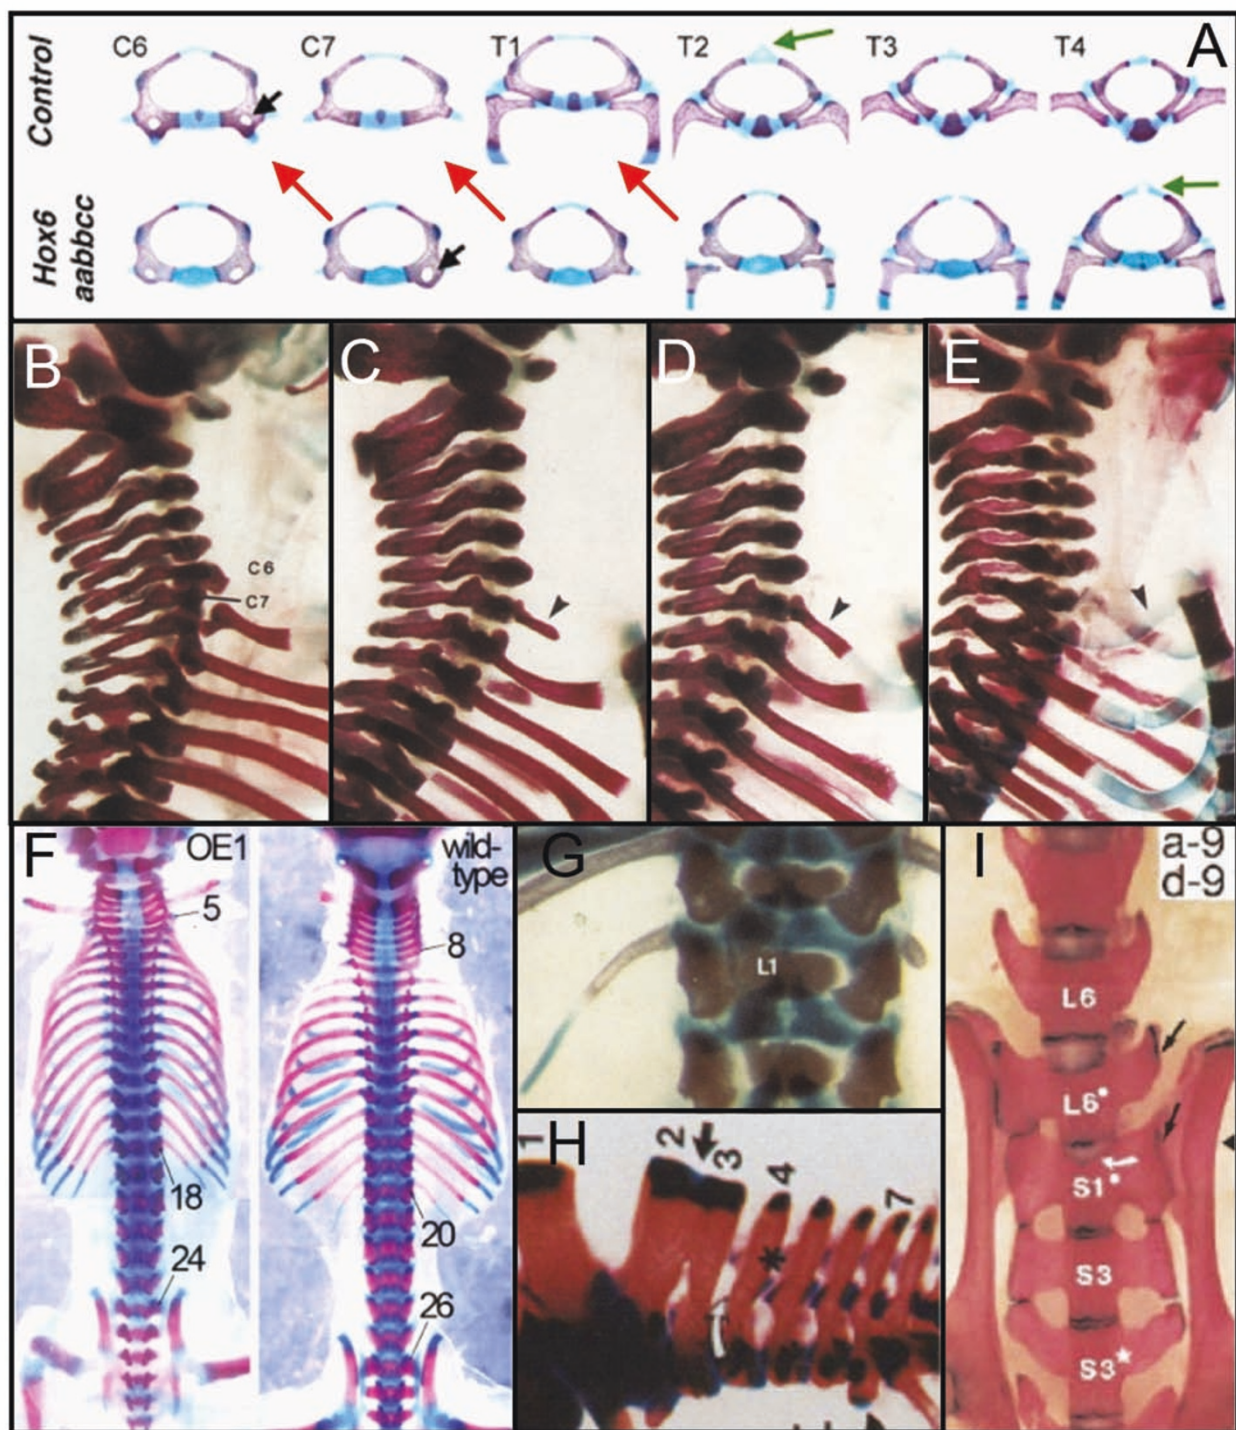 C6 C7 T1 T2 T3 T4 A
Control
Hox6
aabbcc
B C D E
C6
C7
F OE1 wild-
type
5
8
18
20
24
26
G
L1
H
1 2 3 4 7
I a-9
d-9
L6
L6•
S1•
S3
S3*
*